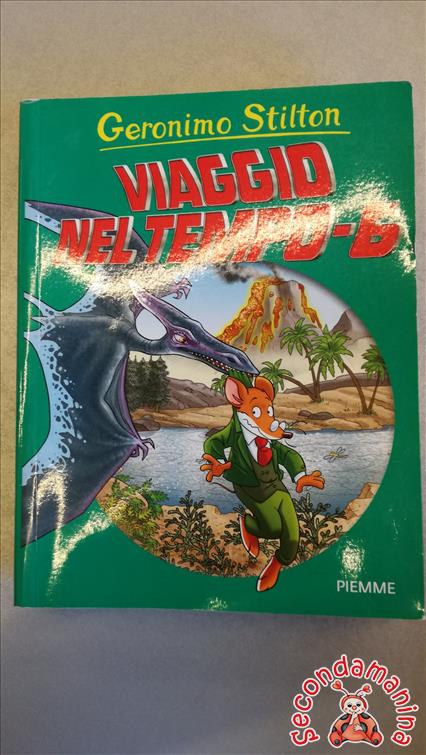 Geronimo Stilton
VIAGGIO
NEL TEMPO-6
PIEMME
Secondamanina